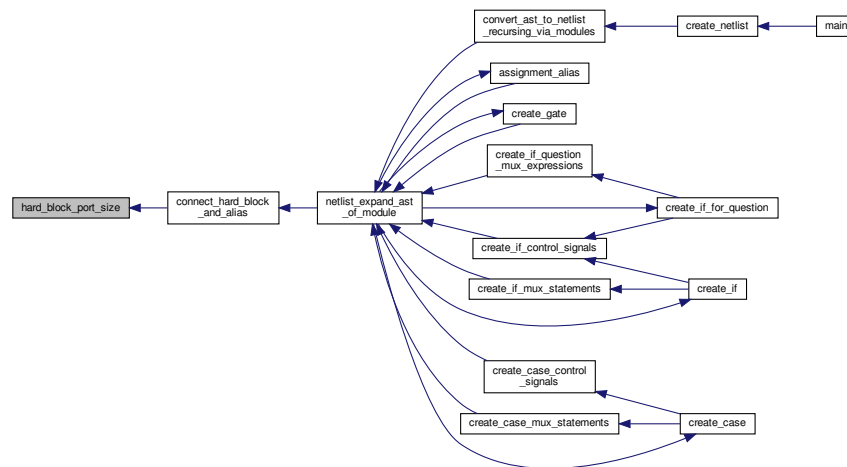 convert_ast_to_netlist
_recursing_via_modules
create_netlist
main
assignment_alias
create_gate
create_if_question
_mux_expressions
hard_block_port_size
connect_hard_block
_and_alias
netlist_expand_ast
_of_module
create_if_for_question
create_if_control_signals
create_if_mux_statements
create_if
create_case_control
_signals
create_case_mux_statements
create_case